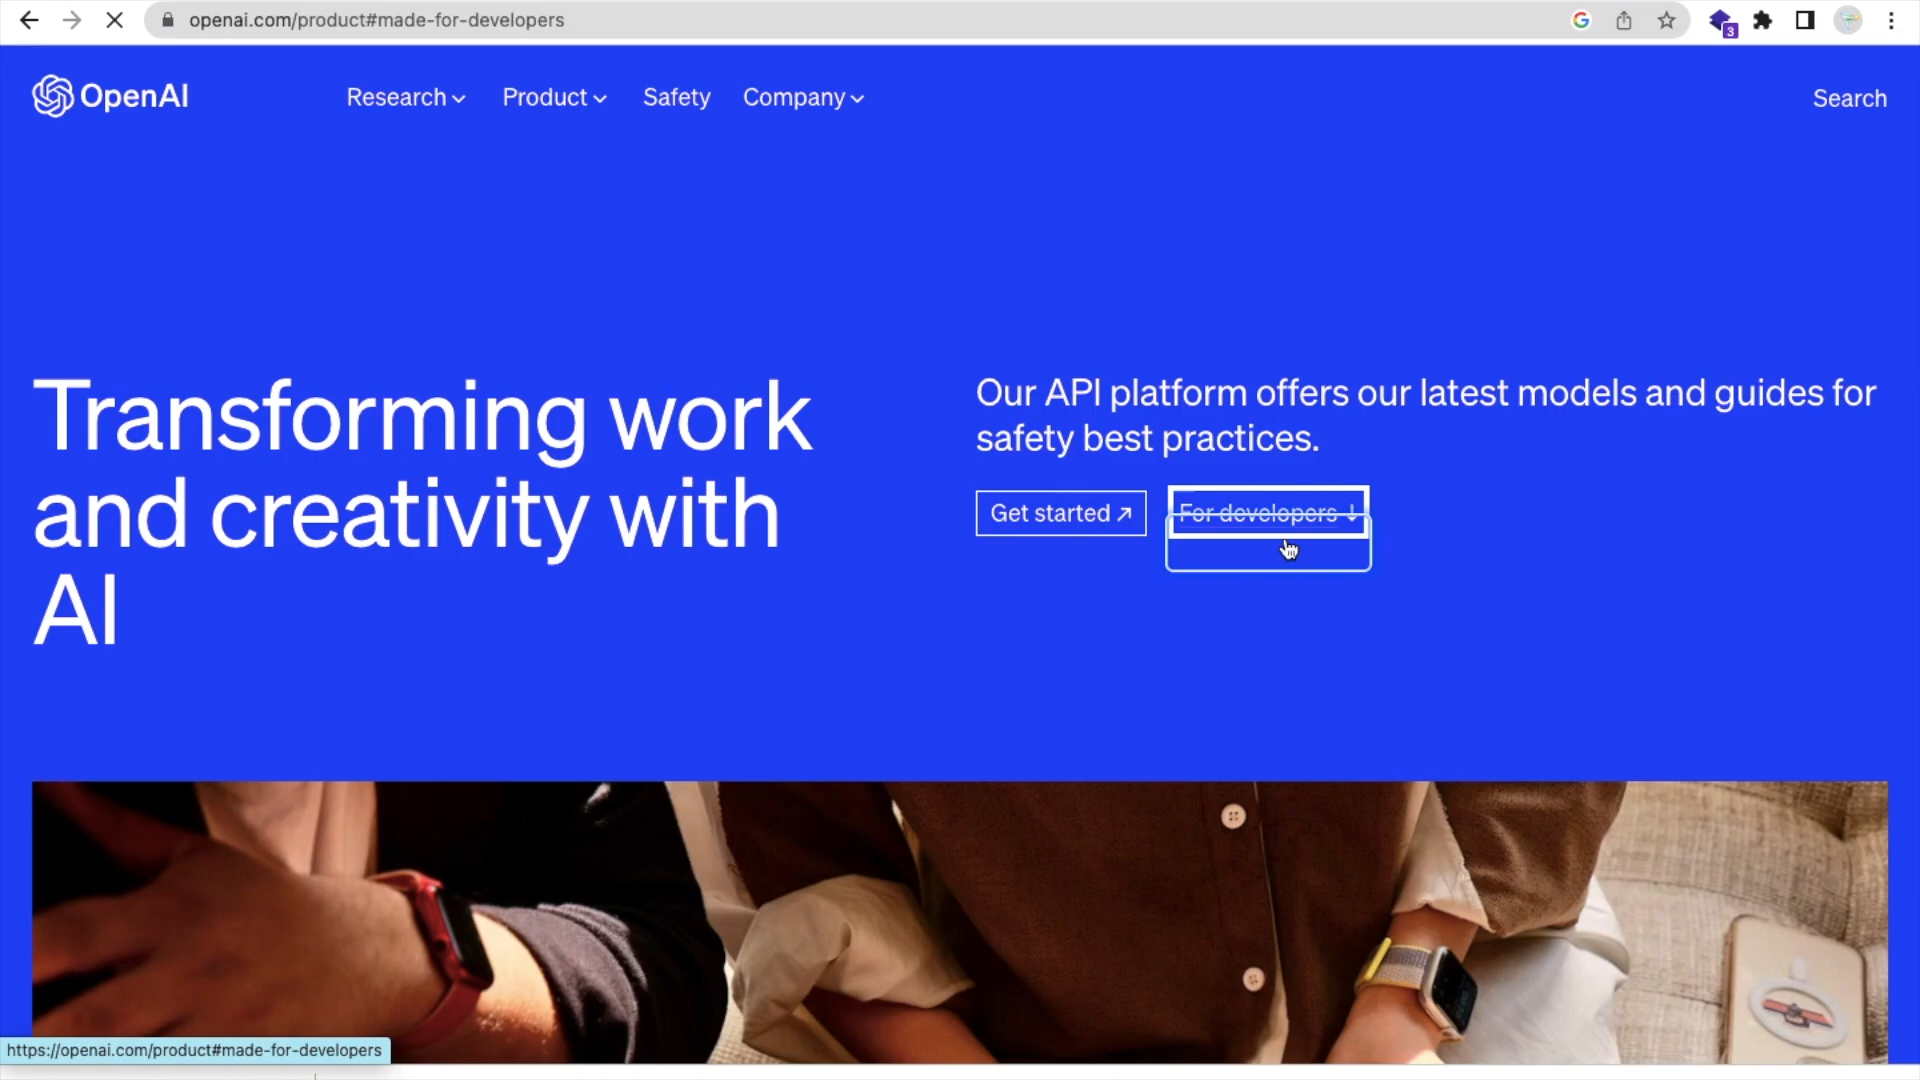 openai.com/product#made-for-developers
3
OpenAI
Research
Product
Safety
Company
Search
Transforming work
and creativity with
AI
Our API platform offers our latest models and guides for
safety best practices.
Get started ↗
For developers ↓
https://openai.com/product#made-for-developers